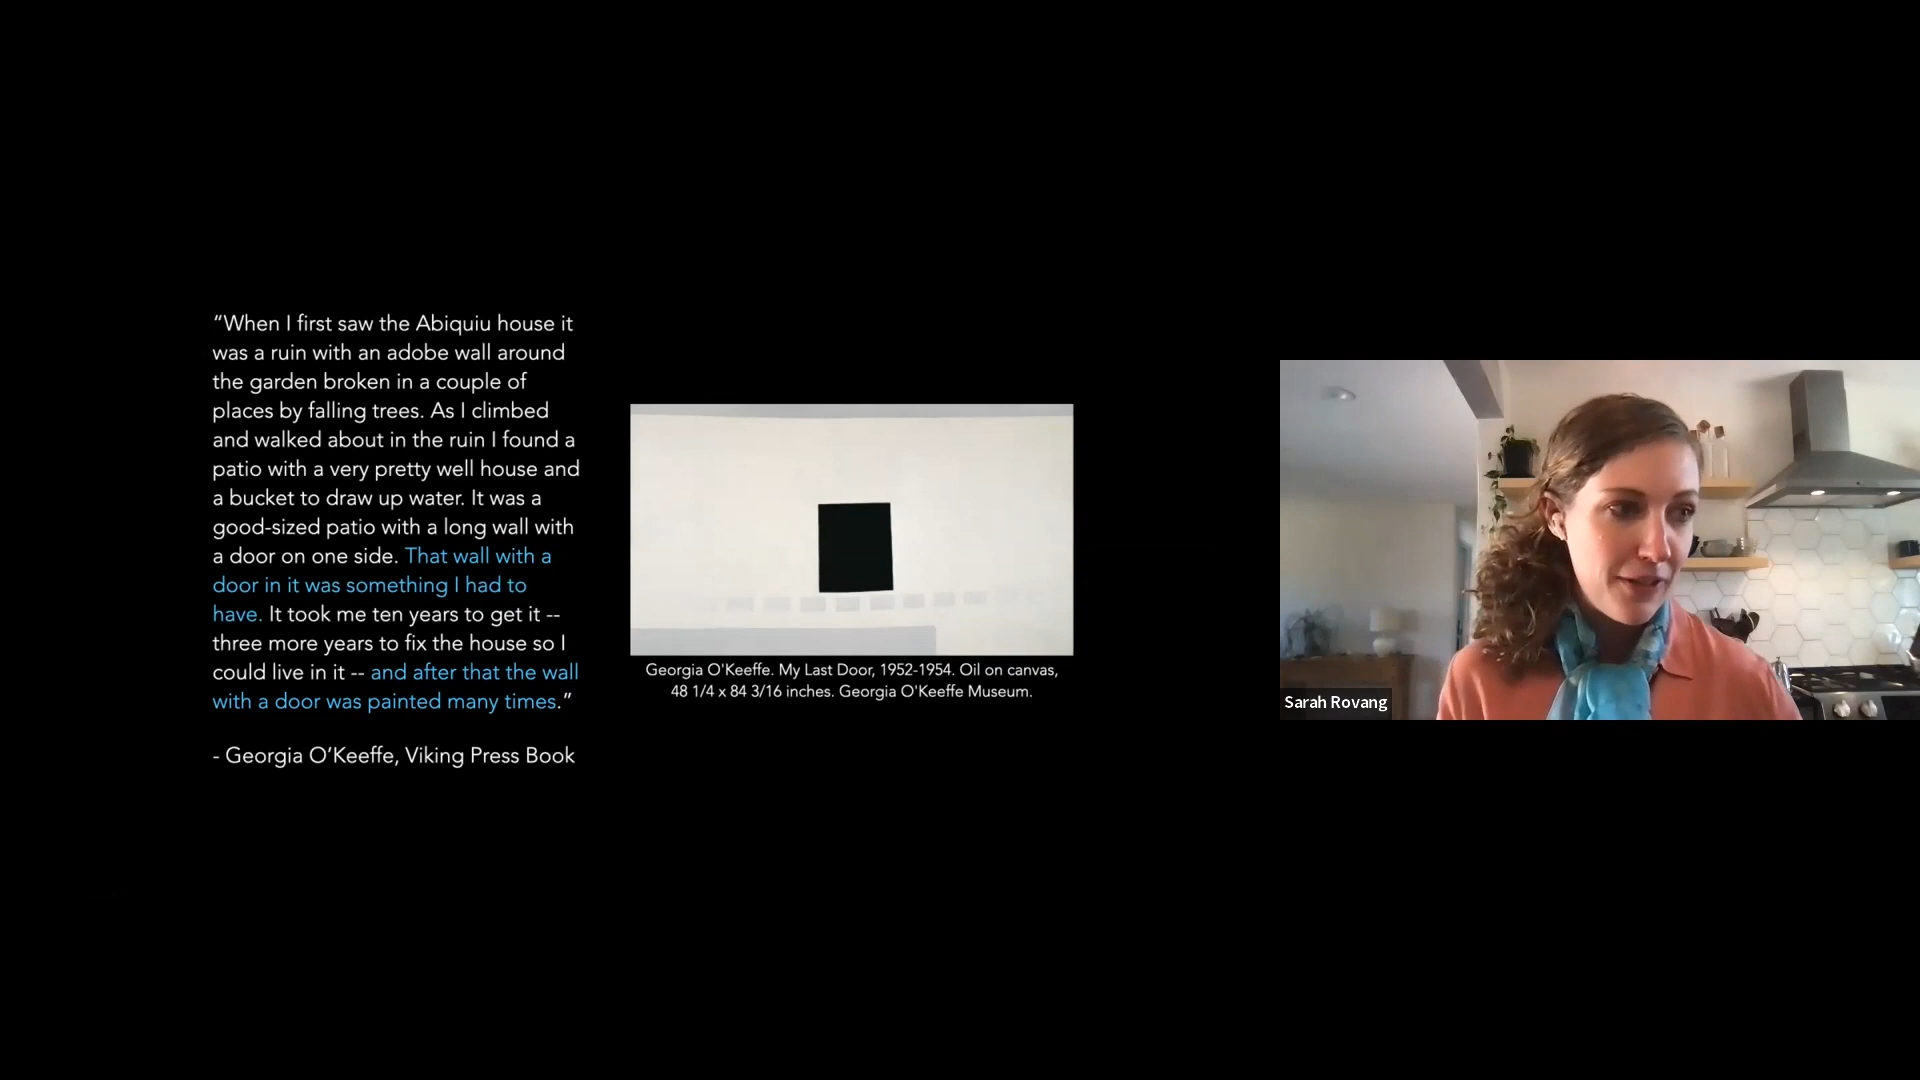 “When I first saw the Abiquiu house it
was a ruin with an adobe wall around
the garden broken in a couple of
places by falling trees. As I climbed
and walked about in the ruin I found a
patio with a very pretty well house and
a bucket to draw up water. It was a
good-sized patio with a long wall with
a door on one side. That wall with a
door in it was something I had to
have. It took me ten years to get it --
three more years to fix the house so I
could live in it -- and after that the wall
with a door was painted many times.”
- Georgia O’Keeffe, Viking Press Book
Georgia O'Keeffe. My Last Door, 1952-1954. Oil on canvas,
48 1/4 x 84 3/16 inches. Georgia O'Keeffe Museum.
Sarah Rovang